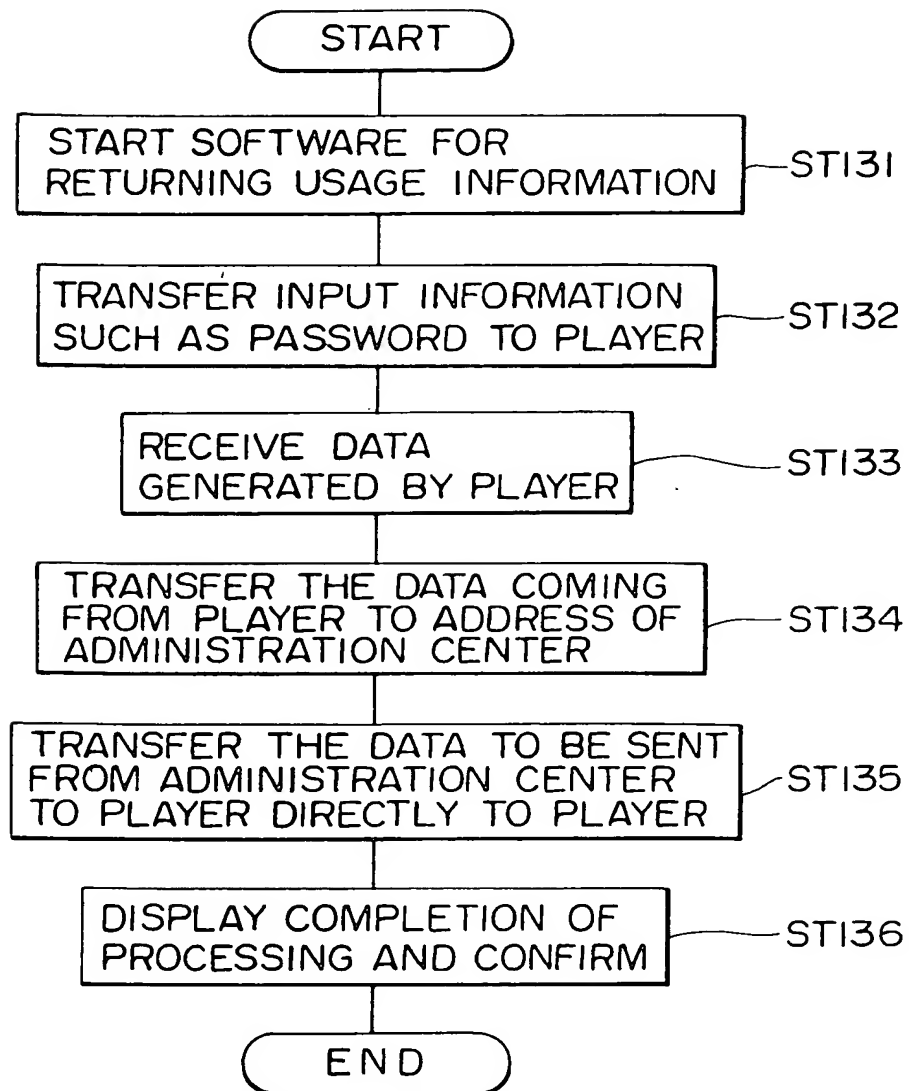 START
START SOFTWARE FOR
RETURNING USAGE INFORMATION
ST131
TRANSFER INPUT INFORMATION
SUCH AS PASSWORD TO PLAYER
ST132
RECEIVE DATA
GENERATED BY PLAYER
ST133
TRANSFER THE DATA COMING
FROM PLAYER TO ADDRESS OF
ADMINISTRATION CENTER
ST134
TRANSFER THE DATA TO BE SENT
FROM ADMINISTRATION CENTER
TO PLAYER DIRECTLY TO PLAYER
ST135
DISPLAY COMPLETION OF
PROCESSING AND CONFIRM
ST136
END